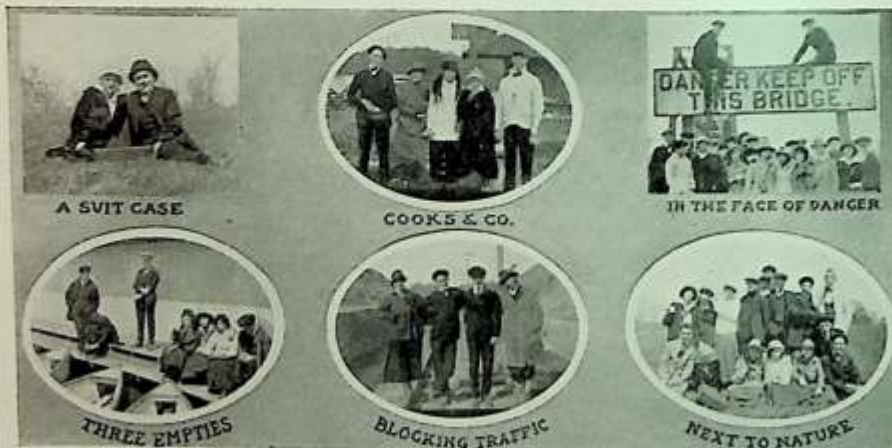 A SUIT CASE
COOKS & CO.
DANGER KEEP OFF
THIS BRIDGE.
IN THE FACE OF DANGER
THREE EMPTIES
BLOCKING TRAFFIC
NEXT TO NATURE